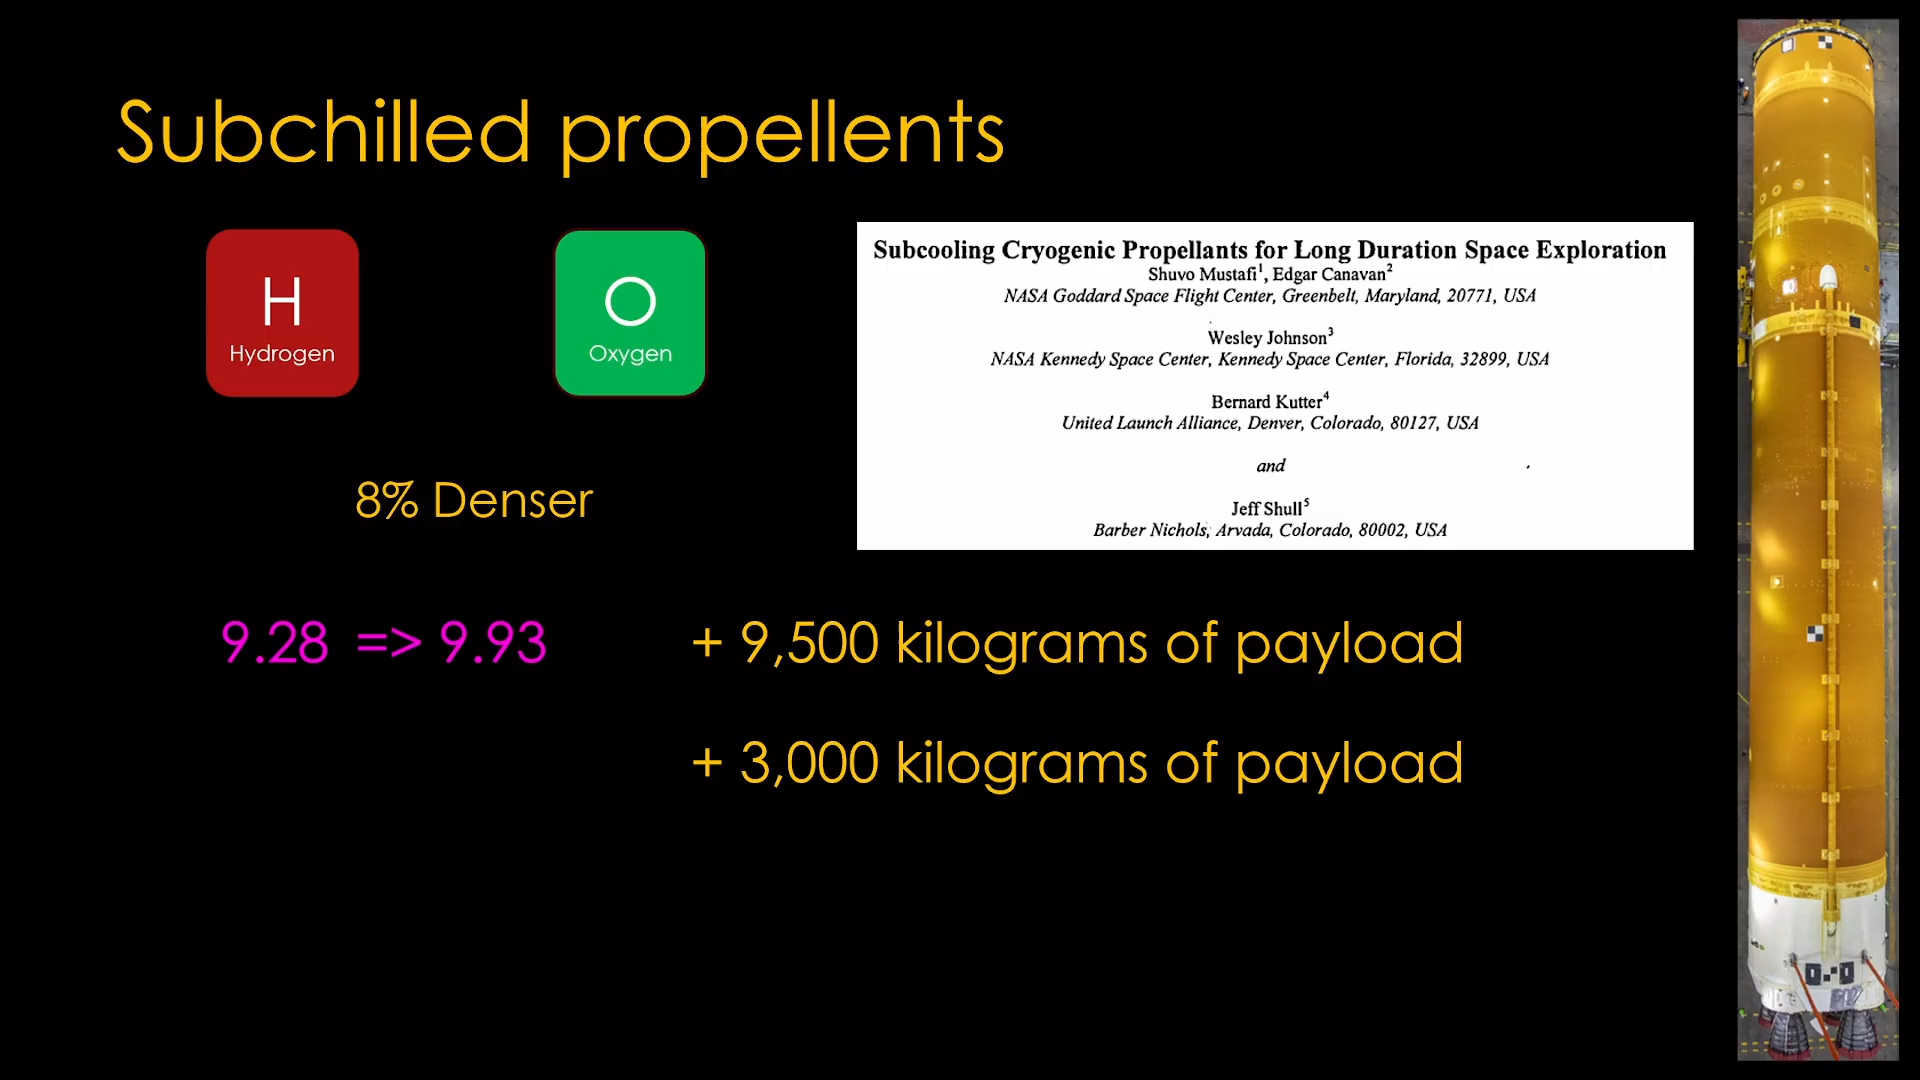 Subchilled propellents
H
Hydrogen
O
Oxygen
8% Denser
Subcooling Cryogenic Propellants for Long Duration Space Exploration
Shuvo Mustafi¹, Edgar Canavan²
NASA Goddard Space Flight Center, Greenbelt, Maryland, 20771, USA
Wesley Johnson³
NASA Kennedy Space Center, Kennedy Space Center, Florida, 32899, USA
Bernard Kutter⁴
United Launch Alliance, Denver, Colorado, 80127, USA
and
Jeff Shull⁵
Barber Nichols, Arvada, Colorado, 80002, USA
9.28 => 9.93
+ 9,500 kilograms of payload
+ 3,000 kilograms of payload